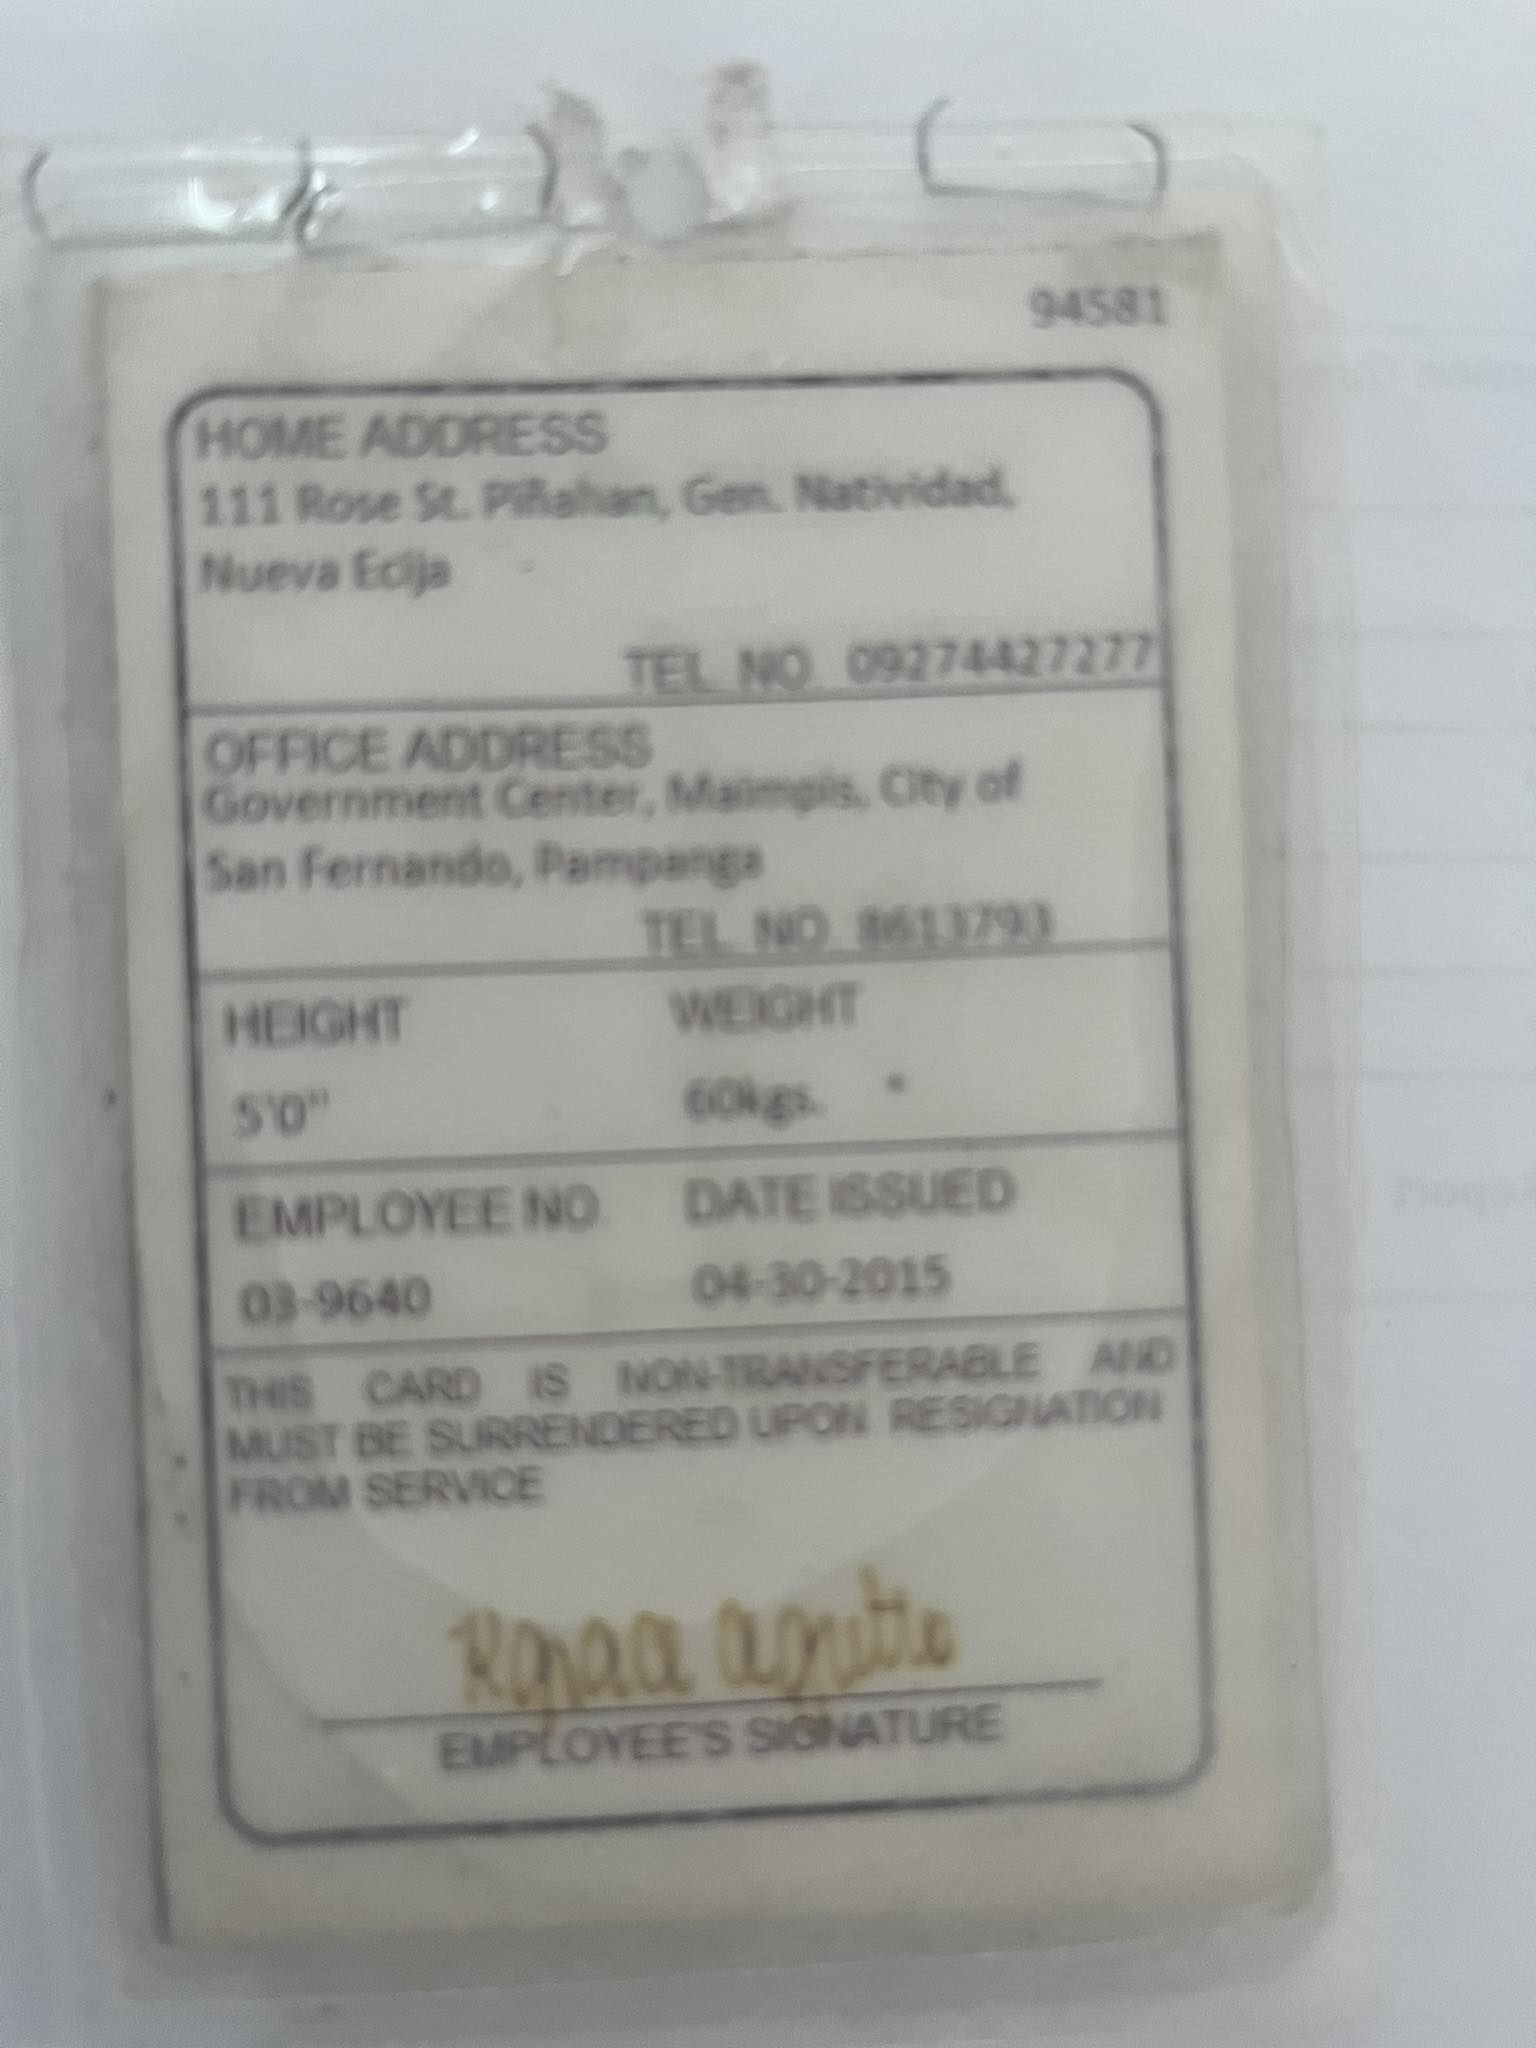 94581
HOME ADDRESS
111 Rose St. Piñahan, Gen. Natividad,
Nueva Ecija
TEL. NO. 09274427277
OFFICE ADDRESS
Government Center, Maimpis, City of
San Fernando, Pampanga
TEL. NO. 8613793
HEIGHT WEIGHT
5'0" 60kgs.
EMPLOYEE NO. DATE ISSUED
03-9640 04-30-2015
THIS CARD IS NON-TRANSFERABLE AND
MUST BE SURRENDERED UPON RESIGNATION
FROM SERVICE
EMPLOYEE'S SIGNATURE